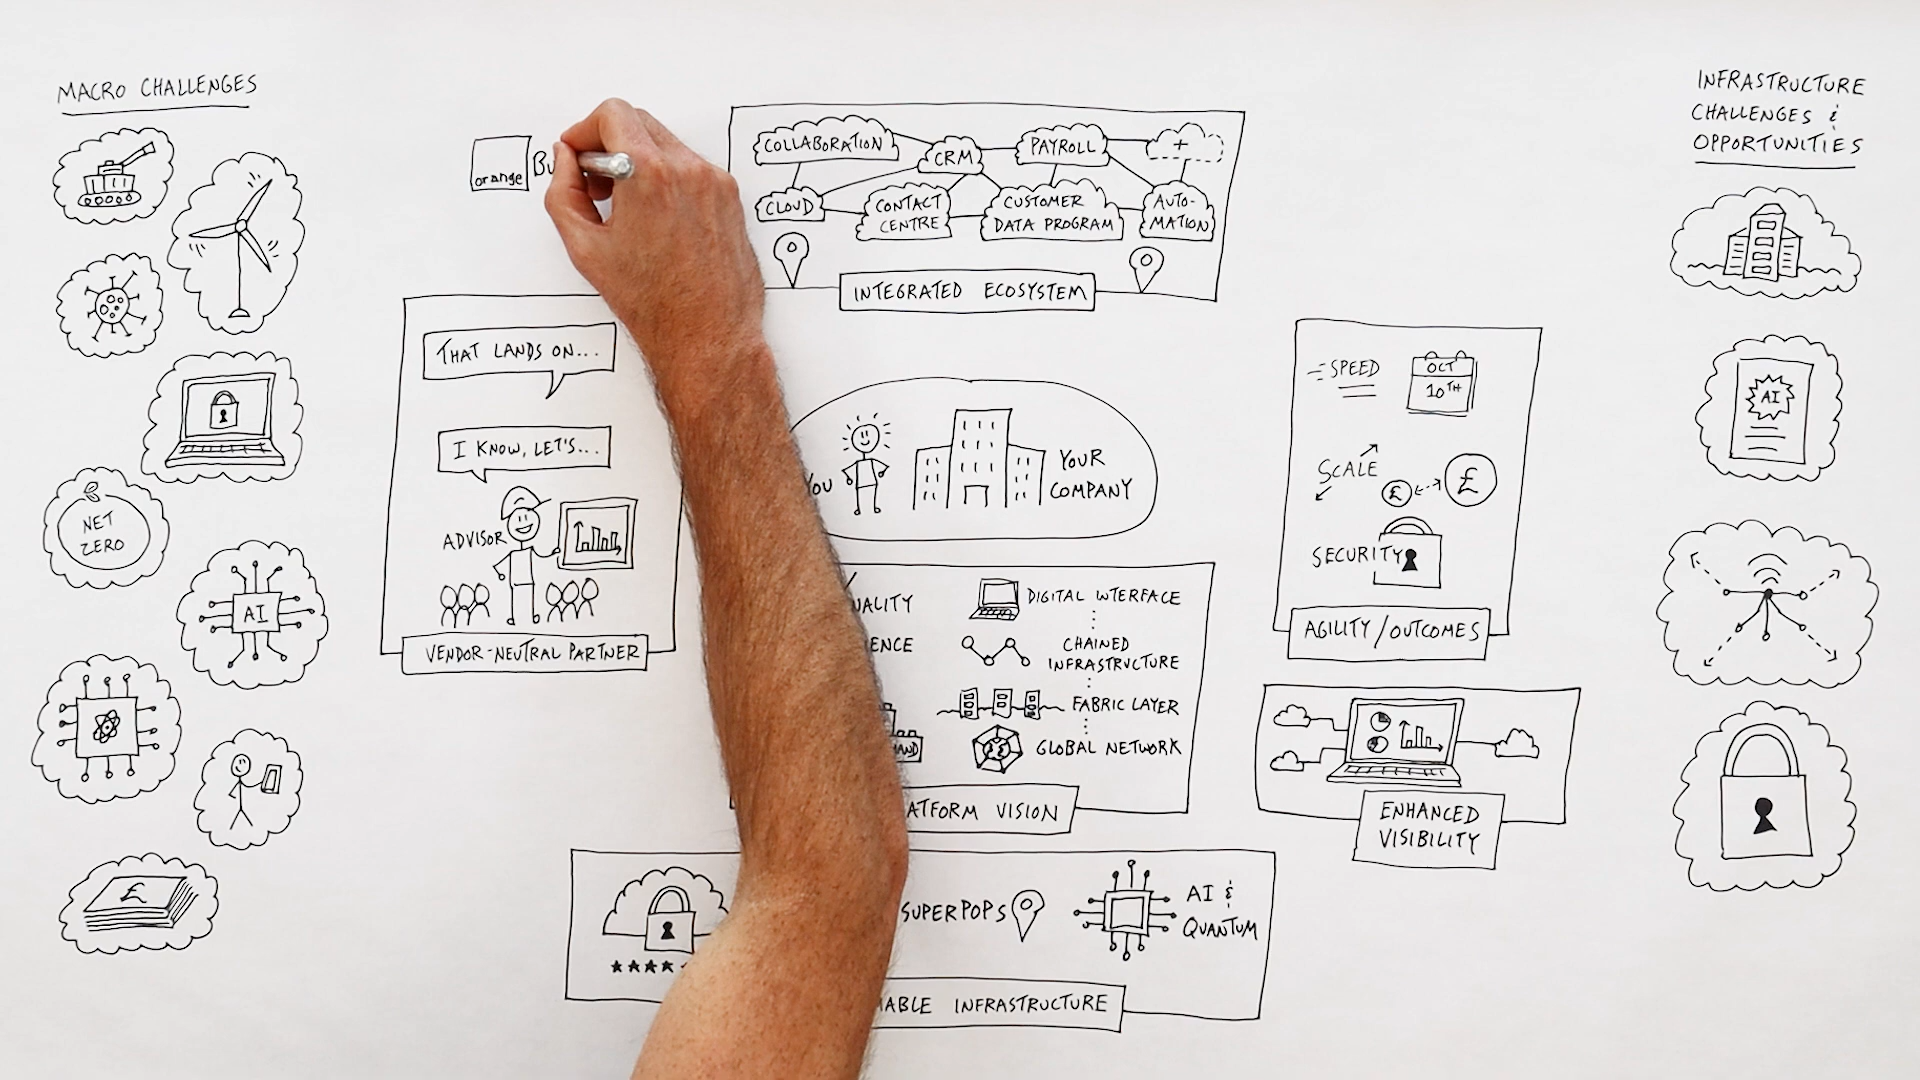 MACRO CHALLENGES
NET
ZERO
AI
£
orange
Bu
COLLABORATION
CRM
PAYROLL
+
CLOUD
CONTACT
CENTRE
CUSTOMER
DATA PROGRAM
AUTO-
MATION
INTEGRATED ECOSYSTEM
THAT LANDS ON...
I KNOW, LET'S...
ADVISOR
VENDOR-NEUTRAL PARTNER
YOU
YOUR
COMPANY
UALITY
ENCE
AND
DIGITAL INTERFACE
CHAINED
INFRASTRUCTURE
FABRIC LAYER
GLOBAL NETWORK
ATFORM VISION
SUPERPOPS
AI &
QUANTUM
ABLE INFRASTRUCTURE
SPEED
OCT
10TH
SCALE
£
£
SECURITY
AGILITY/OUTCOMES
ENHANCED
VISIBILITY
INFRASTRUCTURE
CHALLENGES &
OPPORTUNITIES
AI